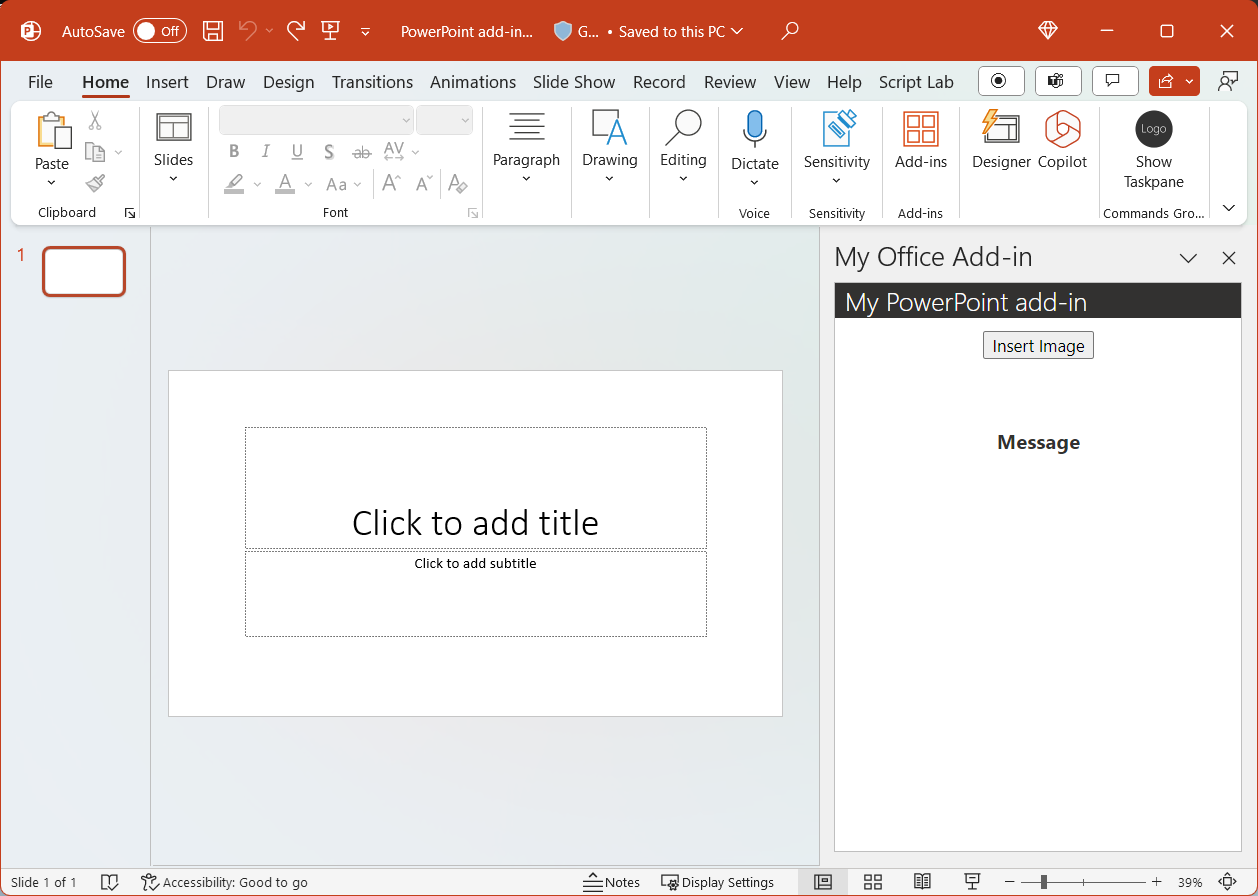 AutoSave Off PowerPoint add-in... G... • Saved to this PC
File Home Insert Draw Design Transitions Animations Slide Show Record Review View Help Script Lab
Paste
Clipboard
Slides
B I U S ab AV
A Aa A A A
Font
Paragraph
Drawing
Editing
Dictate
Voice
Sensitivity
Sensitivity
Add-ins
Add-ins
Designer
Copilot
Logo
Show
Taskpane
Commands Gro...
1
Click to add title
Click to add subtitle
My Office Add-in
My PowerPoint add-in
Insert Image
Message
Slide 1 of 1 Accessibility: Good to go Notes Display Settings 39%